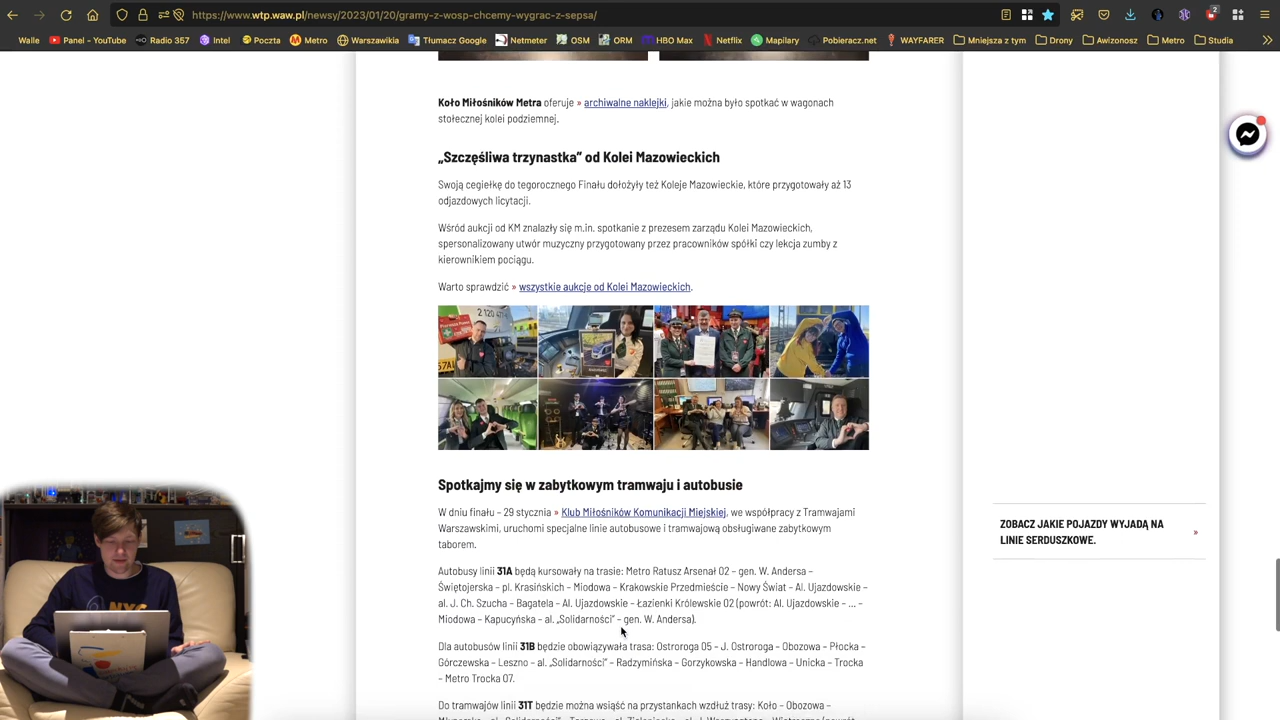 https://www.wtp.waw.pl/newsy/2023/01/20/gramy-z-wosp-chcemy-wygrac-z-sepsa/
2
Walle Panel - YouTube Radio 357 Intel Poczta Metro Warszawikia Tłumacz Google Netmeter OSM ORM HBO Max Netflix Mapilary Pobieracz.net WAYFARER Mniejsza z tym Drony Awizonosz Metro Studia
Koło Miłośników Metra oferuje » archiwalne naklejki, jakie można było spotkać w wagonach
stołecznej kolei podziemnej.
„Szczęśliwa trzynastka” od Kolei Mazowieckich
Swoją cegiełkę do tegorocznego Finału dołożyły też Koleje Mazowieckie, które przygotowały aż 13
odjazdowych licytacji.
Wśród aukcji od KM znalazły się m.in. spotkanie z prezesem zarządu Kolei Mazowieckich,
spersonalizowany utwór muzyczny przygotowany przez pracowników spółki czy lekcja zumby z
kierownikiem pociągu.
Warto sprawdzić » wszystkie aukcje od Kolei Mazowieckich.
Spotkajmy się w zabytkowym tramwaju i autobusie
W dniu finału – 29 stycznia » Klub Miłośników Komunikacji Miejskiej, we współpracy z Tramwajami
Warszawskimi, uruchomi specjalne linie autobusowe i tramwajową obsługiwane zabytkowym
taborem.
Autobusy linii 31A będą kursowały na trasie: Metro Ratusz Arsenał 02 – gen. W. Andersa –
Świętojerska – pl. Krasińskich – Miodowa – Krakowskie Przedmieście – Nowy Świat – Al. Ujazdowskie –
al. J. Ch. Szucha – Bagatela – Al. Ujazdowskie – Łazienki Królewskie 02 (powrót: Al. Ujazdowskie – ... –
Miodowa – Kapucyńska – al. „Solidarności” – gen. W. Andersa).
Dla autobusów linii 31B będzie obowiązywała trasa: Ostroroga 05 – J. Ostroroga – Obozowa – Płocka –
Górczewska – Leszno – al. „Solidarności” – Radzymińska – Gorzykowska – Handlowa – Unicka – Trocka
– Metro Trocka 07.
Do tramwajów linii 31T będzie można wsiąść na przystankach wzdłuż trasy: Koło – Obozowa –
ZOBACZ JAKIE POJAZDY WYJADĄ NA
LINIE SERDUSZKOWE. »